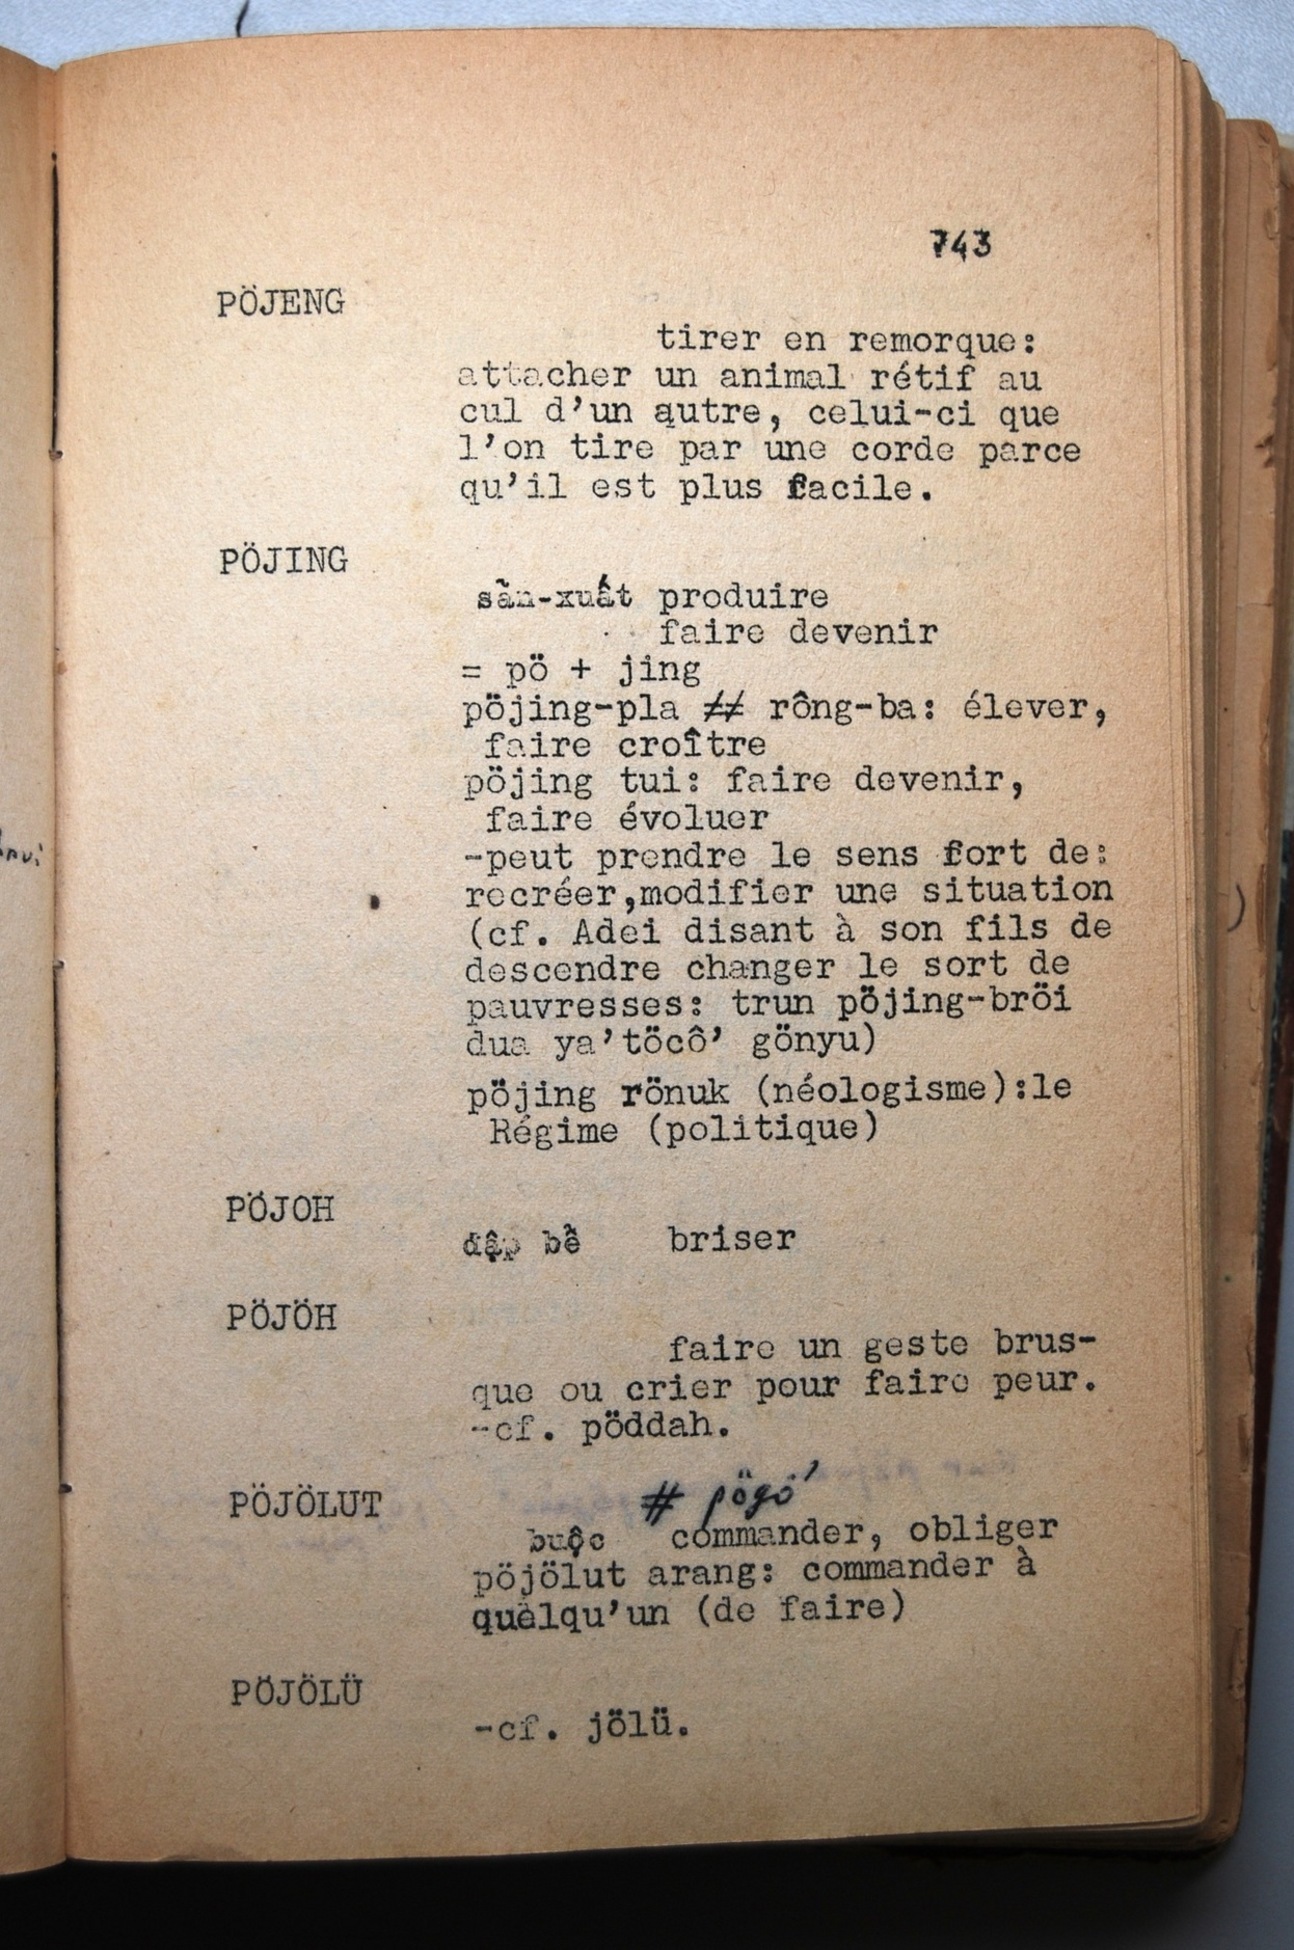 743
PÖJENG
tirer en remorque:
attacher un animal rétif au
cul d'un autre, celui-ci que
l'on tire par une corde parce
qu'il est plus facile.
PÖJING
sãn-xuất produire
faire devenir
= pö + jing
pöjing-pla ≠≠ rông-ba: élever,
faire croître
pöjing tui: faire devenir,
faire évoluer
-peut prendre le sens fort de:
recréer,modifier une situation
(cf. Adei disant à son fils de
descendre changer le sort de
pauvresses: trun pöjing-bröi
dua ya'töcô' gönyu)
pöjing rönuk (néologisme):le
Régime (politique)
PÖJOH
đập bề briser
PÖJÖH
faire un geste brus-
que ou crier pour faire peur.
-cf. pöddah.
PÖJÖLUT # pögô'
buộc commander, obliger
pöjölut arang: commander à
quelqu'un (de faire)
PÖJÖLÜ
-cf. jölü.